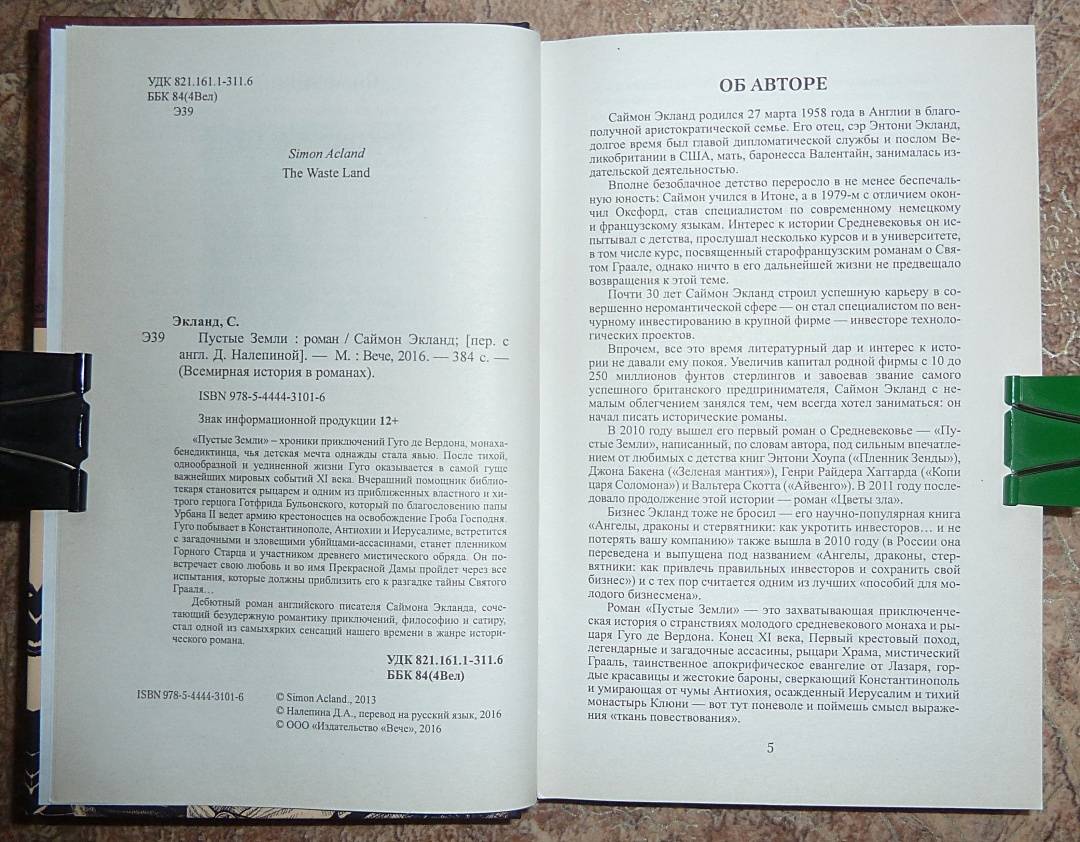 УДК 821.161.1-311.6
ББК 84(4Вел)
Э39
Simon Acland
The Waste Land
Экланд, С.
Э39 Пустые Земли : роман / Саймон Экланд; [пер. с
англ. Д. Налепиной]. — М. : Вече, 2016. — 384 с. —
(Всемирная история в романах).
ISBN 978-5-4444-3101-6
Знак информационной продукции 12+
«Пустые Земли» – хроники приключений Гуго де Вердона, монаха-
бенедиктинца, чья детская мечта однажды стала явью. После тихой,
однообразной и уединенной жизни Гуго оказывается в самой гуще
важнейших мировых событий XI века. Вчерашний помощник библио-
текаря становится рыцарем и одним из приближенных властного и хи-
трого герцога Готфрида Бульонского, который по благословению папы
Урбана II ведет армию крестоносцев на освобождение Гроба Господня.
Гуго побывает в Константинополе, Антиохии и Иерусалиме, встретится
с загадочными и зловещими убийцами-ассасинами, станет пленником
Горного Старца и участником древнего мистического обряда. Он по-
встречает свою любовь и во имя Прекрасной Дамы пройдет через все
испытания, которые должны приблизить его к разгадке тайны Святого
Грааля…
Дебютный роман английского писателя Саймона Экланда, соче-
тающий безудержную романтику приключений, философию и сатиру,
стал одной из самыхярких сенсаций нашего времени в жанре истори-
ческого романа.
УДК 821.161.1-311.6
ББК 84(4Вел)
ISBN 978-5-4444-3101-6
© Simon Acland., 2013
© Налепина Д.А., перевод на русский язык, 2016
© ООО «Издательство «Вече», 2016
ОБ АВТОРЕ
Саймон Экланд родился 27 марта 1958 года в Англии в благо-
получной аристократической семье. Его отец, сэр Энтони Экланд,
долгое время был главой дипломатической службы и послом Ве-
ликобритании в США, мать, баронесса Валентайн, занималась из-
дательской деятельностью.
Вполне безоблачное детство переросло в не менее беспечаль-
ную юность: Саймон учился в Итоне, а в 1979-м с отличием окон-
чил Оксфорд, став специалистом по современному немецкому
и французскому языкам. Интерес к истории Средневековья он ис-
пытывал с детства, прослушал несколько курсов и в университете,
в том числе курс, посвященный старофранцузским романам о Свя-
том Граале, однако ничто в его дальнейшей жизни не предвещало
возвращения к этой теме.
Почти 30 лет Саймон Экланд строил успешную карьеру в со-
вершенно неромантической сфере — он стал специалистом по вен-
чурному инвестированию в крупной фирме — инвесторе техноло-
гических проектов.
Впрочем, все это время литературный дар и интерес к исто-
рии не давали ему покоя. Увеличив капитал родной фирмы с 10 до
250 миллионов фунтов стерлингов и завоевав звание самого
успешного британского предпринимателя, Саймон Экланд с не-
малым облегчением занялся тем, чем всегда хотел заниматься: он
начал писать исторические романы.
В 2010 году вышел его первый роман о Средневековье — «Пу-
стые Земли», написанный, по словам автора, под сильным впечатле-
нием от любимых с детства книг Энтони Хоупа («Пленник Зенды»),
Джона Бакена («Зеленая мантия»), Генри Райдера Хаггарда («Копи
царя Соломона») и Вальтера Скотта («Айвенго»). В 2011 году после-
довало продолжение этой истории — роман «Цветы зла».
Бизнес Экланд тоже не бросил — его научно-популярная книга
«Ангелы, драконы и стервятники: как укротить инвесторов… и не
потерять вашу компанию» также вышла в 2010 году (в России она
переведена и выпущена под названием «Ангелы, драконы, стер-
вятники: как привлечь правильных инвесторов и сохранить свой
бизнес») и с тех пор считается одним из лучших «пособий для мо-
лодого бизнесмена».
Роман «Пустые Земли» — это захватывающая приключенче-
ская история о странствиях молодого средневекового монаха и ры-
царя Гуго де Вердона. Конец XI века, Первый крестовый поход,
легендарные и загадочные ассасины, рыцари Храма, мистический
Грааль, таинственное апокрифическое евангелие от Лазаря, гор-
дые красавицы и жестокие бароны, сверкающий Константинополь
и умирающая от чумы Антиохия, осажденный Иерусалим и тихий
монастырь Клюни — вот тут поневоле и поймешь смысл выраже-
ния «ткань повествования».
5